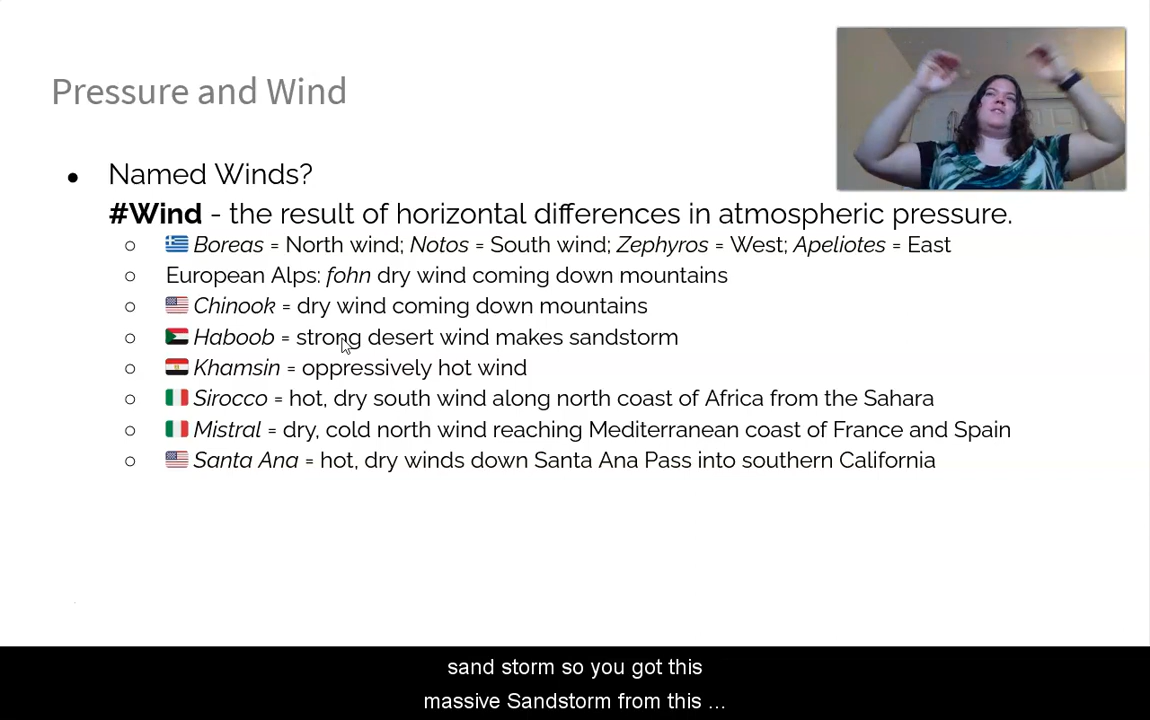 Pressure and Wind
● Named Winds?
#Wind - the result of horizontal differences in atmospheric pressure.
○ Boreas = North wind; Notos = South wind; Zephyros = West; Apeliotes = East
○ European Alps: fohn dry wind coming down mountains
○ Chinook = dry wind coming down mountains
○ Haboob = strong desert wind makes sandstorm
○ Khamsin = oppressively hot wind
○ Sirocco = hot, dry south wind along north coast of Africa from the Sahara
○ Mistral = dry, cold north wind reaching Mediterranean coast of France and Spain
○ Santa Ana = hot, dry winds down Santa Ana Pass into southern California
sand storm so you got this
massive Sandstorm from this ...